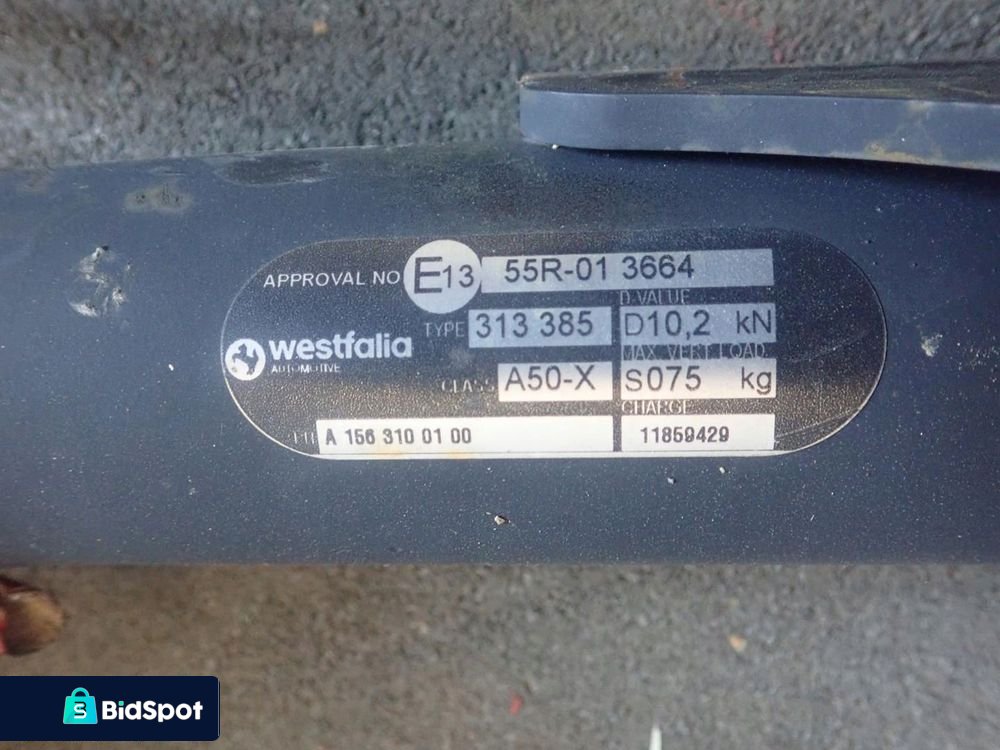 APPROVAL NO E13 55R-01 3664
D.VALUE
TYPE 313 385 D10,2 kN
westfalia
AUTOMOTIVE
MAX. VERT. LOAD
CLASS A50-X S075 kg
CHARGE
A 156 310 01 00 11859429
BidSpot